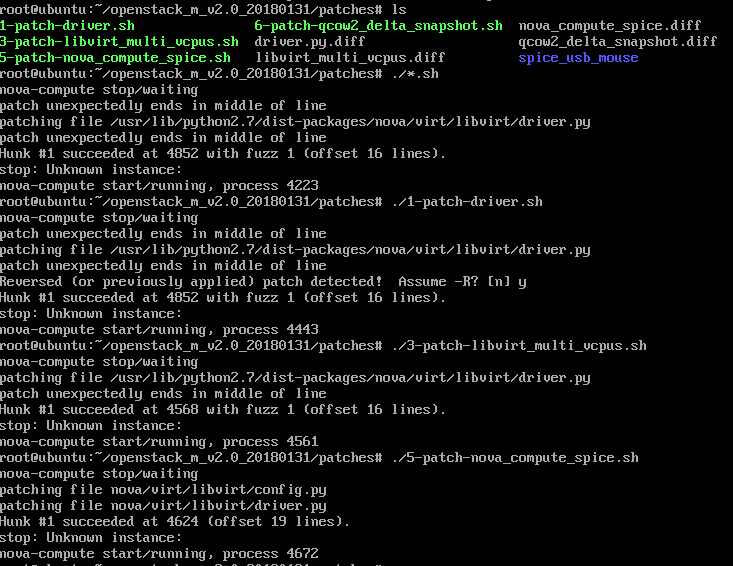 root@ubuntu:~/openstack_m_v2.0_20180131/patches# ls
1-patch-driver.sh 6-patch-qcow2_delta_snapshot.sh nova_compute_spice.diff
3-patch-libvirt_multi_vcpus.sh driver.py.diff qcow2_delta_snapshot.diff
5-patch-nova_compute_spice.sh libvirt_multi_vcpus.diff spice_usb_mouse
root@ubuntu:~/openstack_m_v2.0_20180131/patches# ./*.sh
nova-compute stop/waiting
patch unexpectedly ends in middle of line
patching file /usr/lib/python2.7/dist-packages/nova/virt/libvirt/driver.py
patch unexpectedly ends in middle of line
Hunk #1 succeeded at 4852 with fuzz 1 (offset 16 lines).
stop: Unknown instance:
nova-compute start/running, process 4223
root@ubuntu:~/openstack_m_v2.0_20180131/patches# ./1-patch-driver.sh
nova-compute stop/waiting
patch unexpectedly ends in middle of line
patching file /usr/lib/python2.7/dist-packages/nova/virt/libvirt/driver.py
patch unexpectedly ends in middle of line
Reversed (or previously applied) patch detected!  Assume -R? [n] y
Hunk #1 succeeded at 4852 with fuzz 1 (offset 16 lines).
stop: Unknown instance:
nova-compute start/running, process 4443
root@ubuntu:~/openstack_m_v2.0_20180131/patches# ./3-patch-libvirt_multi_vcpus.sh
nova-compute stop/waiting
patching file /usr/lib/python2.7/dist-packages/nova/virt/libvirt/driver.py
patch unexpectedly ends in middle of line
Hunk #1 succeeded at 4568 with fuzz 1 (offset 16 lines).
stop: Unknown instance:
nova-compute start/running, process 4561
root@ubuntu:~/openstack_m_v2.0_20180131/patches# ./5-patch-nova_compute_spice.sh
nova-compute stop/waiting
patching file nova/virt/libvirt/config.py
patching file nova/virt/libvirt/driver.py
Hunk #1 succeeded at 4624 (offset 19 lines).
stop: Unknown instance:
nova-compute start/running, process 4672